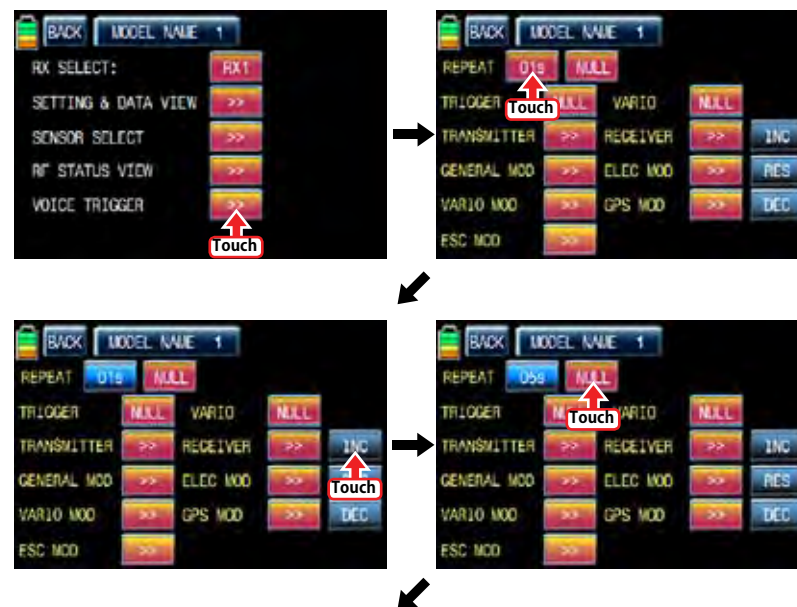 BACK MODEL NAME 1
RX SELECT: RX1
SETTING & DATA VIEW >>
SENSOR SELECT >>
RF STATUS VIEW >>
VOICE TRIGGER >>
Touch
BACK MODEL NAME 1
REPEAT 01s NULL
TRIGGER NULL VARIO NULL
Touch
TRANSMITTER >> RECEIVER >> INC
GENERAL MOD >> ELEC MOD >> RES
VARIO MOD >> GPS MOD >> DEC
ESC MOD >>
BACK MODEL NAME 1
REPEAT 01s NULL
TRIGGER NULL VARIO NULL
TRANSMITTER >> RECEIVER >> INC
GENERAL MOD >> ELEC MOD >>
Touch
VARIO MOD >> GPS MOD >> DEC
ESC MOD >>
BACK MODEL NAME 1
REPEAT 05s NULL
TRIGGER VARIO NULL
Touch
TRANSMITTER >> RECEIVER >> INC
GENERAL MOD >> ELEC MOD >> RES
VARIO MOD >> GPS MOD >> DEC
ESC MOD >>